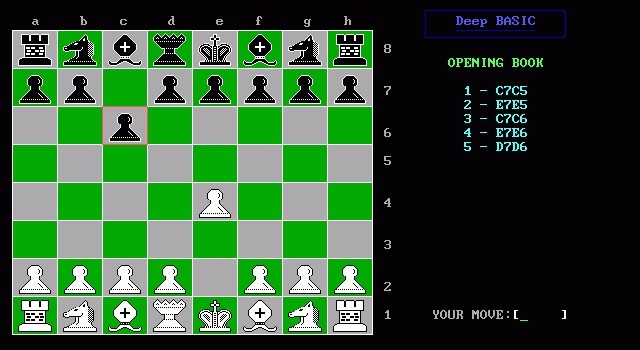 a b c d e f g h
Deep BASIC
8
OPENING BOOK
7
1 - C7C5
2 - E7E5
3 - C7C6
4 - E7E6
5 - D7D6
6
5
4
3
2
1
YOUR MOVE:[_ ]